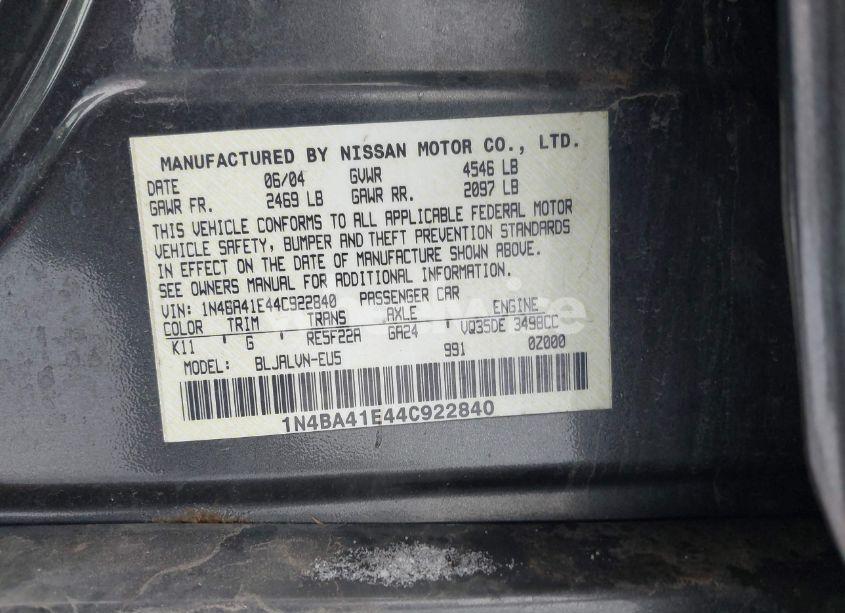 MANUFACTURED BY NISSAN MOTOR CO., LTD.
DATE 06/04 GVWR 4546 LB
GAWR FR. 2469 LB GAWR RR. 2097 LB
THIS VEHICLE CONFORMS TO ALL APPLICABLE FEDERAL MOTOR
VEHICLE SAFETY, BUMPER AND THEFT PREVENTION STANDARDS
IN EFFECT ON THE DATE OF MANUFACTURE SHOWN ABOVE.
SEE OWNERS MANUAL FOR ADDITIONAL INFORMATION.
VIN: 1N4BA41E44C922840 PASSENGER CAR
COLOR TRIM TRANS AXLE ENGINE
K11 G RE5F22A GA24 VQ35DE 3498CC
MODEL: BLJALVN-EU5 991 0Z000
1N4BA41E44C922840